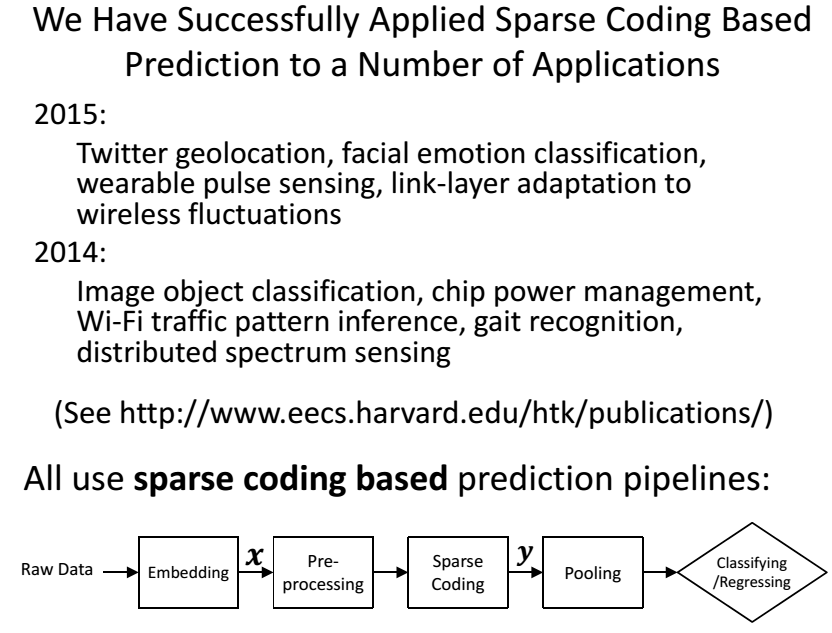 We Have Successfully Applied Sparse Coding Based
Prediction to a Number of Applications
2015:
Twitter geolocation, facial emotion classification,
wearable pulse sensing, link-layer adaptation to
wireless fluctuations
2014:
Image object classification, chip power management,
Wi-Fi traffic pattern inference, gait recognition,
distributed spectrum sensing
(See http://www.eecs.harvard.edu/htk/publications/)
All use sparse coding based prediction pipelines:
Raw Data
Embedding
x
Pre-
processing
Sparse
Coding
y
Pooling
Classifying
/Regressing